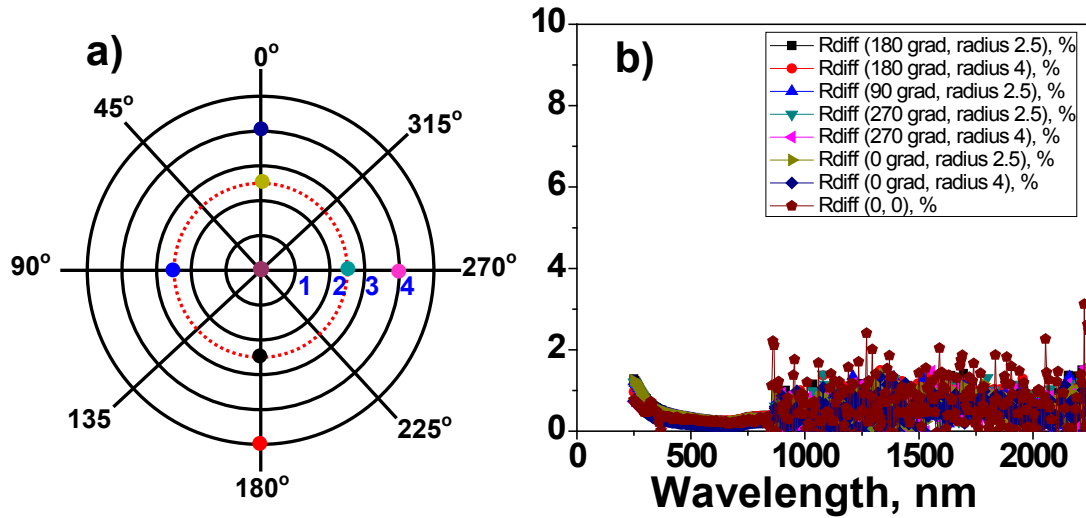 a)
0°
45°
315°
90°
1 2 3 4
270°
135
225°
180°
b)
10
8
6
4
2
0
Rdiff (180 grad, radius 2.5), %
Rdiff (180 grad, radius 4), %
Rdiff (90 grad, radius 2.5), %
Rdiff (270 grad, radius 2.5), %
Rdiff (270 grad, radius 4), %
Rdiff (0 grad, radius 2.5), %
Rdiff (0 grad, radius 4), %
Rdiff (0, 0), %
0 500 1000 1500 2000
Wavelength, nm